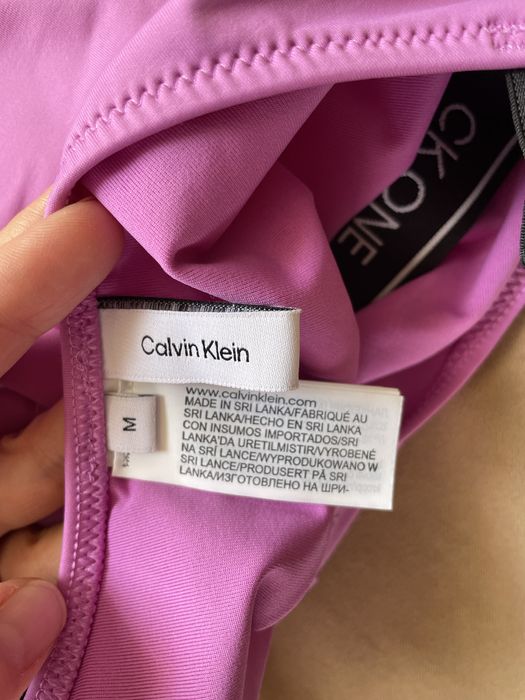 CK ONE
Calvin Klein
M
www.calvinklein.com
MADE IN SRI LANKA/FABRIQUÉ AU
SRI LANKA/HECHO EN SRI LANKA
CON INSUMOS IMPORTADOS/SRI
LANKA'DA URETILMISTIR/VYROBENÉ
NA SRÍ LANCE/WYPRODUKOWANO W
SRI LANCE/PRODUSERT PÅ SRI
LANKA/ИЗГОТОВЛЕНО НА ШРИ-